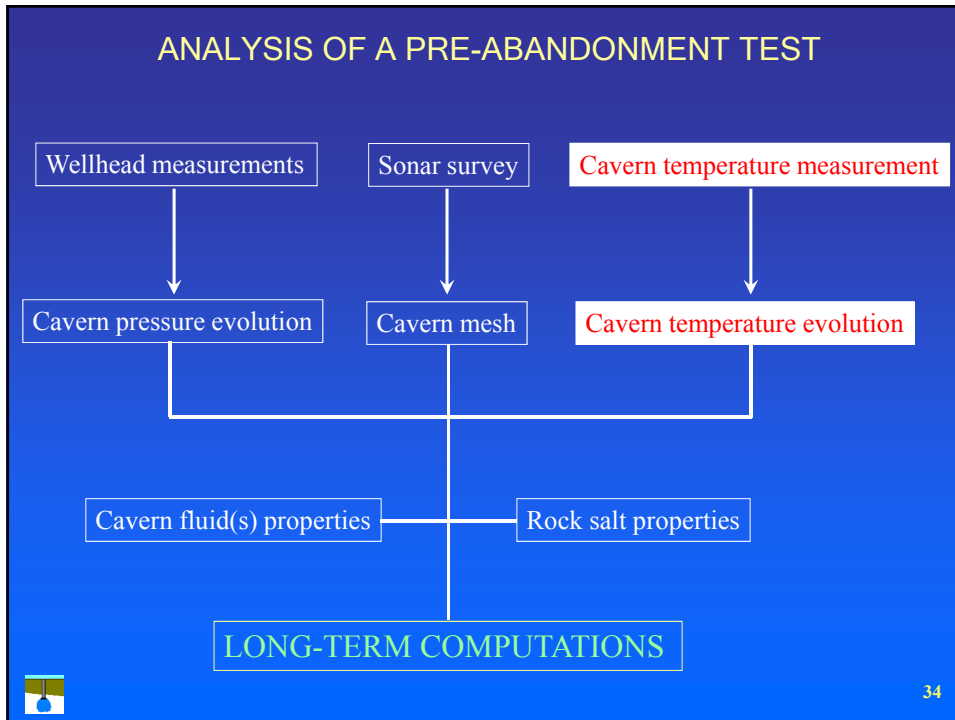 ANALYSIS OF A PRE-ABANDONMENT TEST
Wellhead measurements
Sonar survey
Cavern temperature measurement
Cavern pressure evolution
Cavern mesh
Cavern temperature evolution
Cavern fluid(s) properties
Rock salt properties
LONG-TERM COMPUTATIONS
34